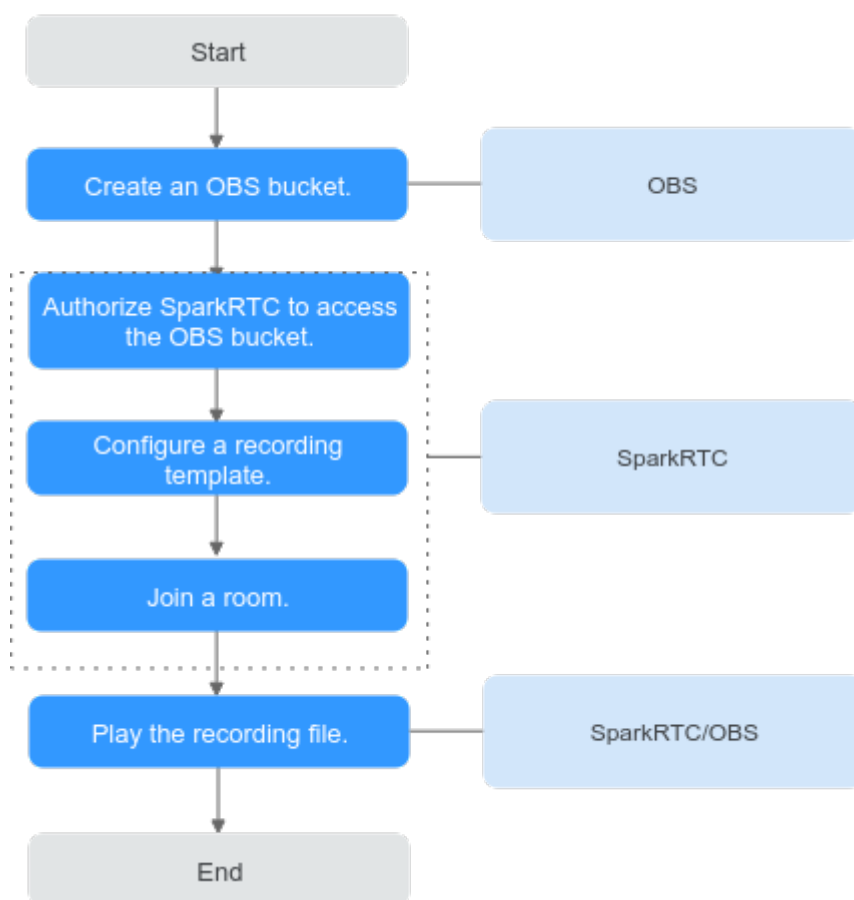 Start
Create an OBS bucket.
OBS
Authorize SparkRTC to access
the OBS bucket.
Configure a recording
template.
SparkRTC
Join a room.
Play the recording file.
SparkRTC/OBS
End